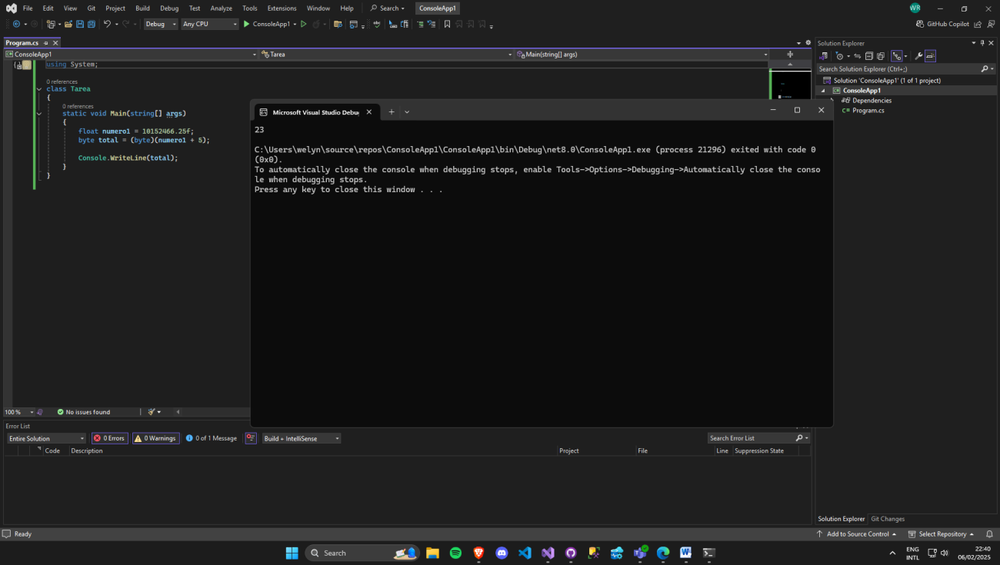 File Edit View Git Project Build Debug Test Analyze Tools Extensions Window Help Search ConsoleApp1 WR
Debug Any CPU ConsoleApp1 GitHub Copilot
Program.cs
ConsoleApp1 Tarea Main(string[] args)
using System;
0 references
class Tarea
{
0 references
static void Main(string[] args)
{
float numero1 = 10152466.25f;
byte total = (byte)(numero1 + 5);
Console.WriteLine(total);
}
}
Microsoft Visual Studio Debu
23
C:\Users\welyn\source\repos\ConsoleApp1\ConsoleApp1\bin\Debug\net8.0\ConsoleApp1.exe (process 21296) exited with code 0
(0x0).
To automatically close the console when debugging stops, enable Tools->Options->Debugging->Automatically close the conso
le when debugging stops.
Press any key to close this window . . .
Solution Explorer
Search Solution Explorer (Ctrl+;)
Solution 'ConsoleApp1' (1 of 1 project)
ConsoleApp1
Dependencies
Program.cs
100 % No issues found
Error List
Entire Solution 0 Errors 0 Warnings 0 of 1 Message Build + IntelliSense Search Error List
Code Description Project File Line Suppression State
Solution Explorer Git Changes
Ready Add to Source Control Select Repository
Search
ENG
INTL
22:40
06/02/2025